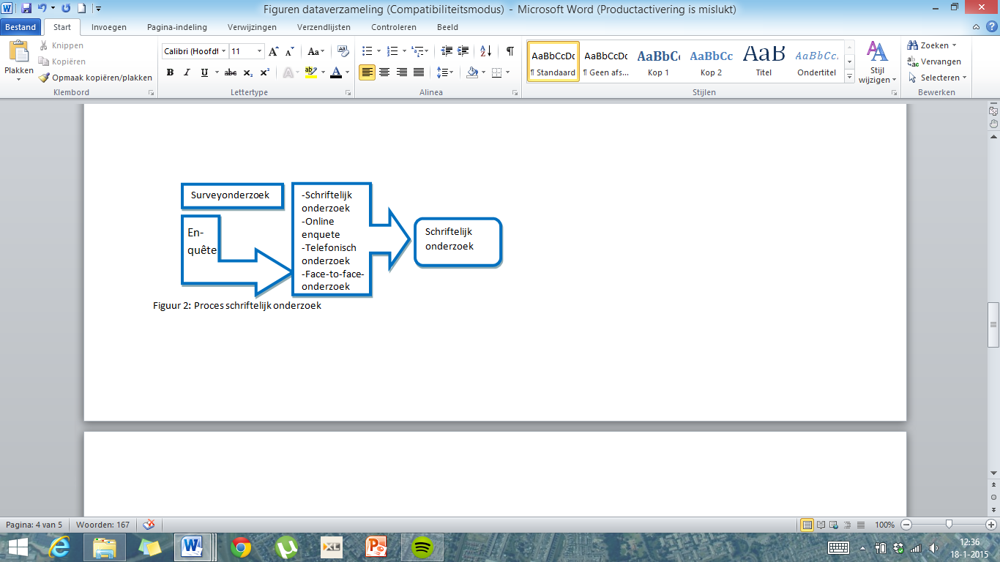 Figuren dataverzameling (Compatibiliteitsmodus) - Microsoft Word (Productactivering is mislukt)
Bestand Start Invoegen Pagina-indeling Verwijzingen Verzendlijsten Controleren Beeld
Plakken
Knippen
Kopiëren
Opmaak kopiëren/plakken
Klembord
Calibri (Hoofdt 11
Lettertype
Alinea
AaBbCcDc AaBbCcDc AaBbC AaBbCc AaB AaBbCc.
¶ Standaard ¶ Geen afs... Kop 1 Kop 2 Titel Ondertitel
Stijl
wijzigen
Stijlen
Zoeken
Vervangen
Selecteren
Bewerken
Surveyonderzoek
En-
quête
-Schriftelijk
onderzoek
-Online
enquete
-Telefonisch
onderzoek
-Face-to-face-
onderzoek
Schriftelijk
onderzoek
Figuur 2: Proces schriftelijk onderzoek
Pagina: 4 van 5 Woorden: 167 100%
XL
12:36
18-1-2015